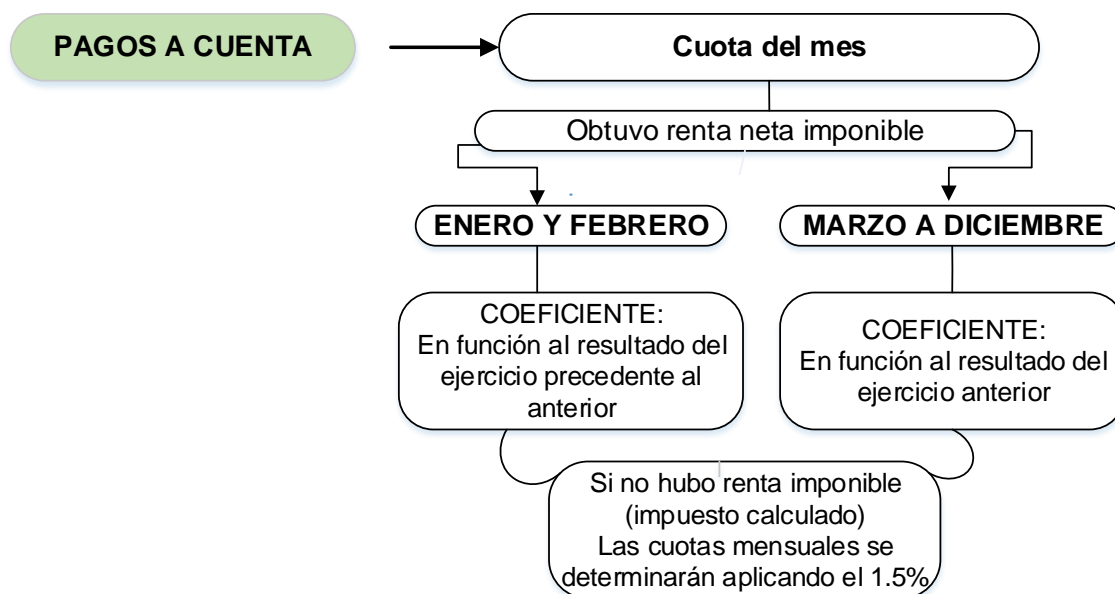 PAGOS A CUENTA
Cuota del mes
Obtuvo renta neta imponible
ENERO Y FEBRERO
MARZO A DICIEMBRE
COEFICIENTE:
En función al resultado del
ejercicio precedente al
anterior
COEFICIENTE:
En función al resultado del
ejercicio anterior
Si no hubo renta imponible
(impuesto calculado)
Las cuotas mensuales se
determinarán aplicando el 1.5%